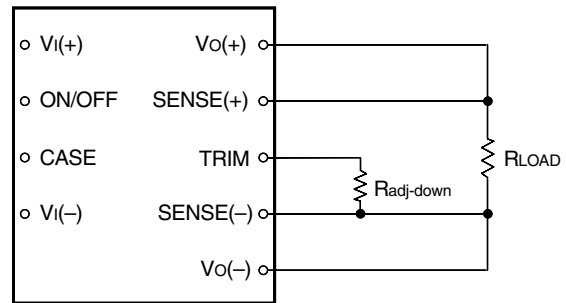 VI(+) VO(+)
ON/OFF SENSE(+)
CASE TRIM
RLOAD
Radj-down
VI(–) SENSE(–)
VO(–)